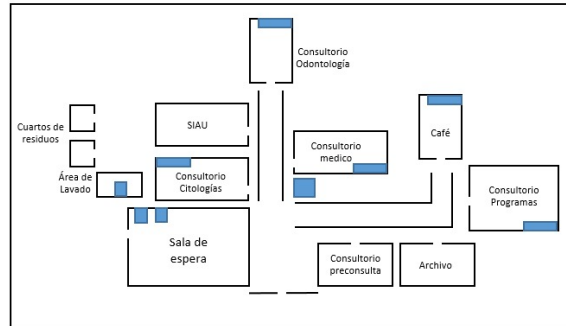 Consultorio
Odontología
Cuartos de
residuos
SIAU
Consultorio
medico
Café
Área de
Lavado
Consultorio
Citologías
Consultorio
Programas
Sala de
espera
Consultorio
preconsulta
Archivo